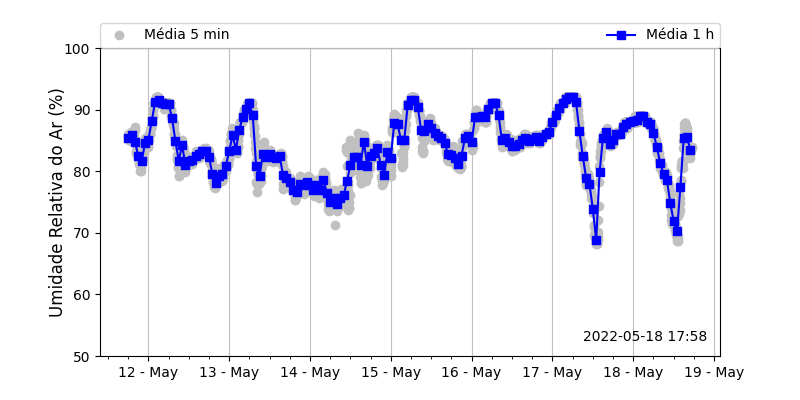 Média 5 min
Média 1 h
Umidade Relativa do Ar (%)
100
90
80
70
60
50
2022-05-18 17:58
12 - May
13 - May
14 - May
15 - May
16 - May
17 - May
18 - May
19 - May